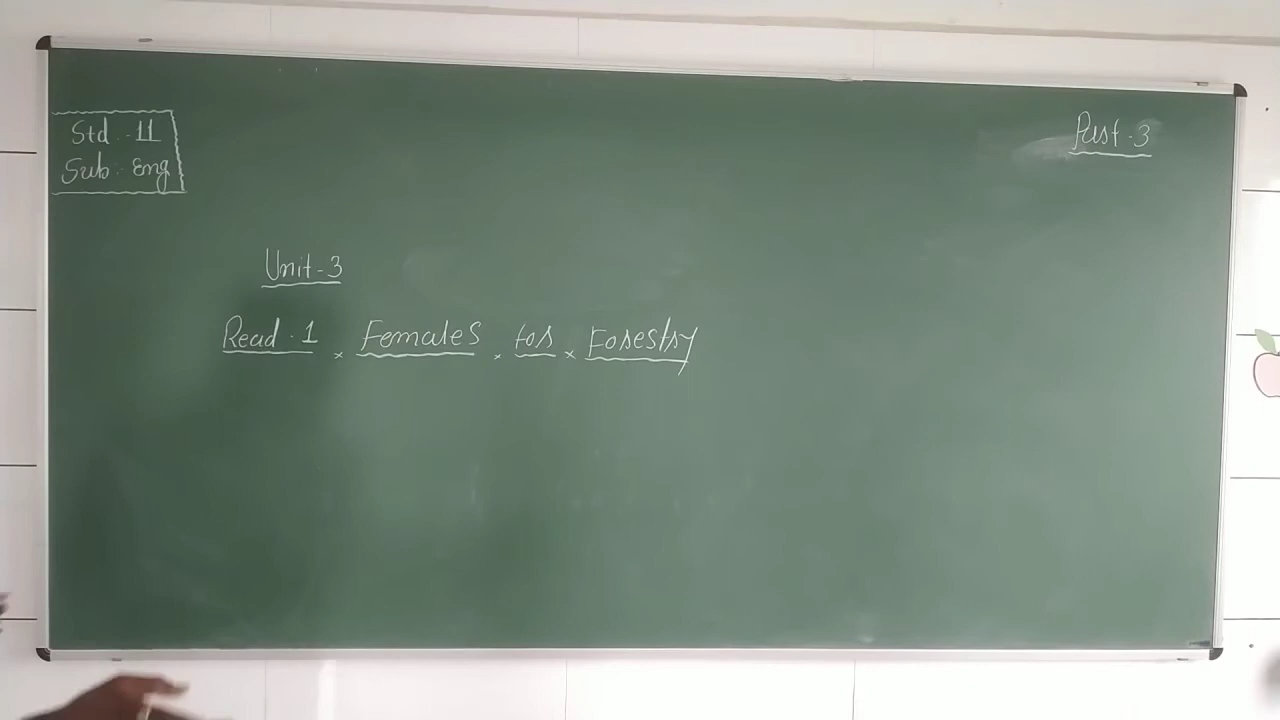 Std :- 11
Sub :- Eng
Part - 3
Unit - 3
Read . 1 Females for Forestry